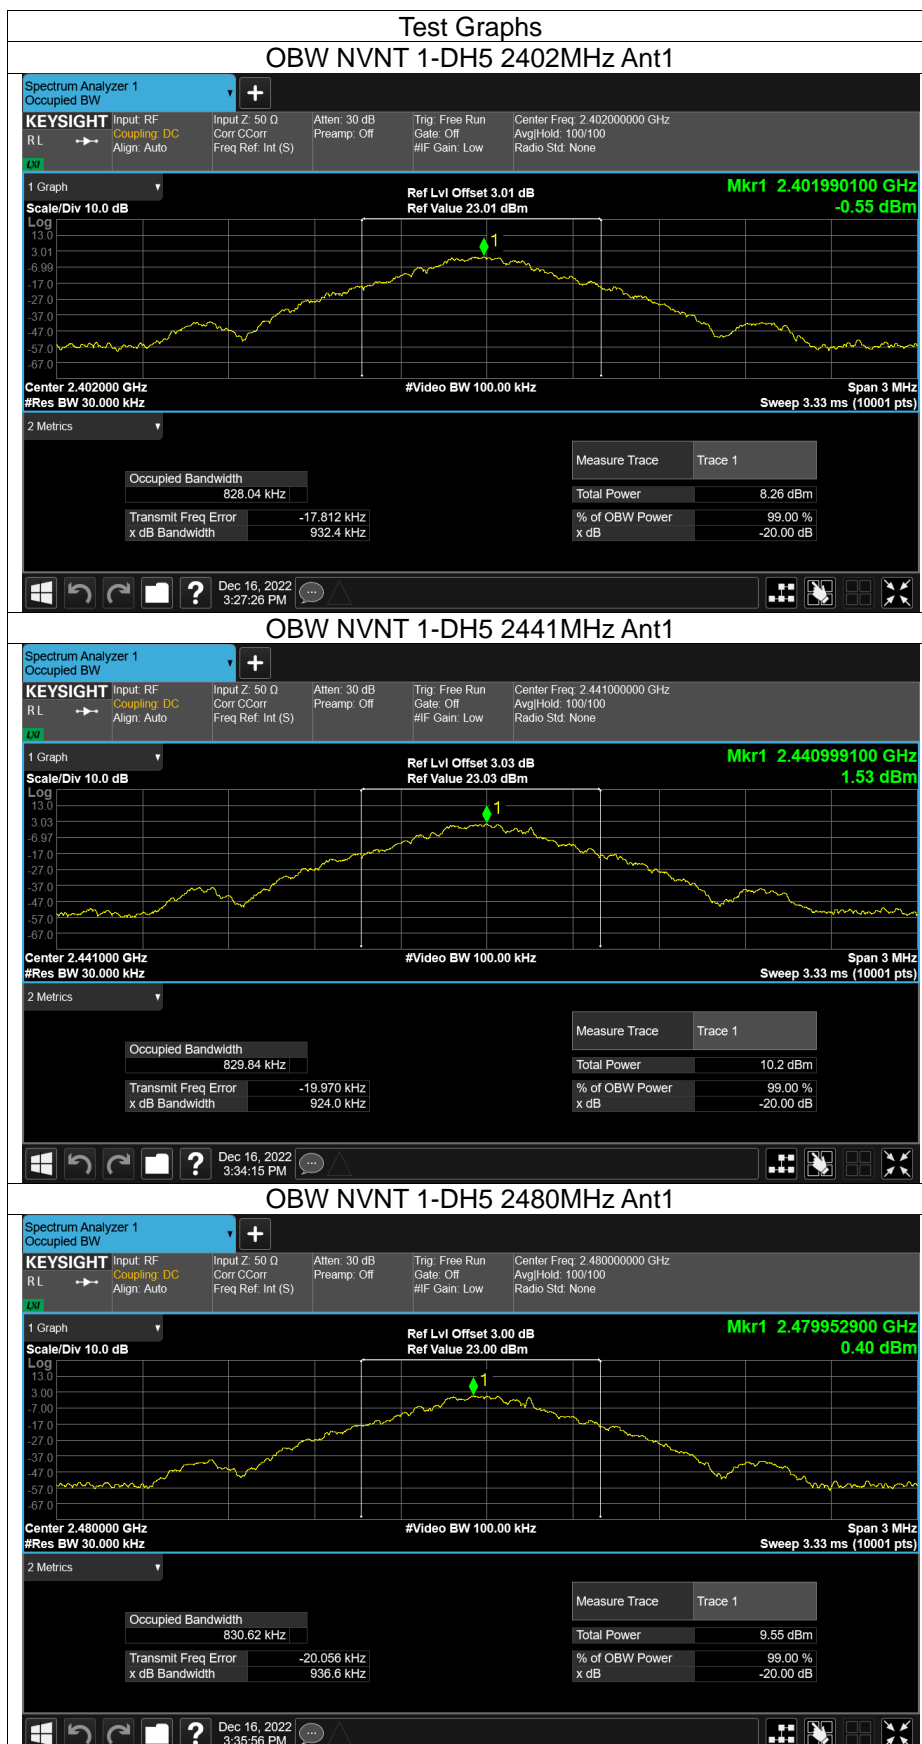 Test Graphs
OBW NVNT 1-DH5 2402MHz Ant1
Spectrum Analyzer 1
Occupied BW
KEYSIGHT Input: RF Input Z: 50 Ω Atten: 30 dB Trig: Free Run Center Freq: 2.402000000 GHz
RL Coupling: DC Corr CCorr Preamp: Off Gate: Off Avg|Hold: 100/100
Align: Auto Freq Ref: Int (S) #IF Gain: Low Radio Std: None
LXI
1 Graph Ref Lvl Offset 3.01 dB Mkr1 2.401990100 GHz
Scale/Div 10.0 dB Ref Value 23.01 dBm -0.55 dBm
Log
13.0
1
3.01
-6.99
-17.0
-27.0
-37.0
-47.0
-57.0
-67.0
Center 2.402000 GHz #Video BW 100.00 kHz Span 3 MHz
#Res BW 30.000 kHz Sweep 3.33 ms (10001 pts)
2 Metrics
Measure Trace Trace 1
Occupied Bandwidth
828.04 kHz Total Power 8.26 dBm
Transmit Freq Error -17.812 kHz % of OBW Power 99.00 %
x dB Bandwidth 932.4 kHz x dB -20.00 dB
Dec 16, 2022
3:27:26 PM
OBW NVNT 1-DH5 2441MHz Ant1
Spectrum Analyzer 1
Occupied BW
KEYSIGHT Input: RF Input Z: 50 Ω Atten: 30 dB Trig: Free Run Center Freq: 2.441000000 GHz
RL Coupling: DC Corr CCorr Preamp: Off Gate: Off Avg|Hold: 100/100
Align: Auto Freq Ref: Int (S) #IF Gain: Low Radio Std: None
LXI
1 Graph Ref Lvl Offset 3.03 dB Mkr1 2.440999100 GHz
Scale/Div 10.0 dB Ref Value 23.03 dBm 1.53 dBm
Log
13.0
1
3.03
-6.97
-17.0
-27.0
-37.0
-47.0
-57.0
-67.0
Center 2.441000 GHz #Video BW 100.00 kHz Span 3 MHz
#Res BW 30.000 kHz Sweep 3.33 ms (10001 pts)
2 Metrics
Measure Trace Trace 1
Occupied Bandwidth
829.84 kHz Total Power 10.2 dBm
Transmit Freq Error -19.970 kHz % of OBW Power 99.00 %
x dB Bandwidth 924.0 kHz x dB -20.00 dB
Dec 16, 2022
3:34:15 PM
OBW NVNT 1-DH5 2480MHz Ant1
Spectrum Analyzer 1
Occupied BW
KEYSIGHT Input: RF Input Z: 50 Ω Atten: 30 dB Trig: Free Run Center Freq: 2.480000000 GHz
RL Coupling: DC Corr CCorr Preamp: Off Gate: Off Avg|Hold: 100/100
Align: Auto Freq Ref: Int (S) #IF Gain: Low Radio Std: None
LXI
1 Graph Ref Lvl Offset 3.00 dB Mkr1 2.479952900 GHz
Scale/Div 10.0 dB Ref Value 23.00 dBm 0.40 dBm
Log
13.0
1
3.00
-7.00
-17.0
-27.0
-37.0
-47.0
-57.0
-67.0
Center 2.480000 GHz #Video BW 100.00 kHz Span 3 MHz
#Res BW 30.000 kHz Sweep 3.33 ms (10001 pts)
2 Metrics
Measure Trace Trace 1
Occupied Bandwidth
830.62 kHz Total Power 9.55 dBm
Transmit Freq Error -20.056 kHz % of OBW Power 99.00 %
x dB Bandwidth 936.6 kHz x dB -20.00 dB
Dec 16, 2022
3:35:56 PM